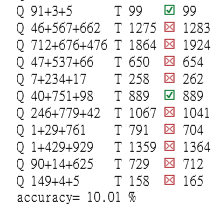 Q 91+3+5     T 99   ☑ 99
Q 46+567+662 T 1275 ☒ 1283
Q 712+676+476 T 1864 ☒ 1924
Q 47+537+66  T 650  ☒ 654
Q 7+234+17   T 258  ☒ 262
Q 40+751+98  T 889  ☑ 889
Q 246+779+42 T 1067 ☒ 1041
Q 1+29+761   T 791  ☒ 704
Q 1+429+929  T 1359 ☒ 1364
Q 90+14+625  T 729  ☒ 712
Q 149+4+5    T 158  ☒ 165
accuracy= 10.01 %